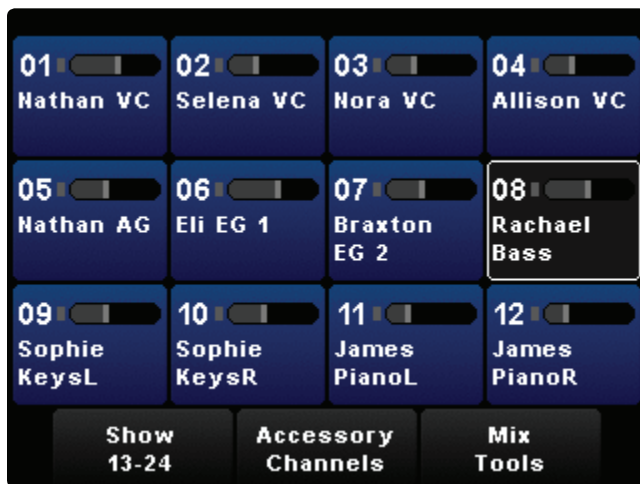 01
Nathan VC
02
Selena VC
03
Nora VC
04
Allison VC
05
Nathan AG
06
Eli EG 1
07
Braxton
EG 2
08
Rachael
Bass
09
Sophie
KeysL
10
Sophie
KeysR
11
James
PianoL
12
James
PianoR
Show
13-24
Accessory
Channels
Mix
Tools